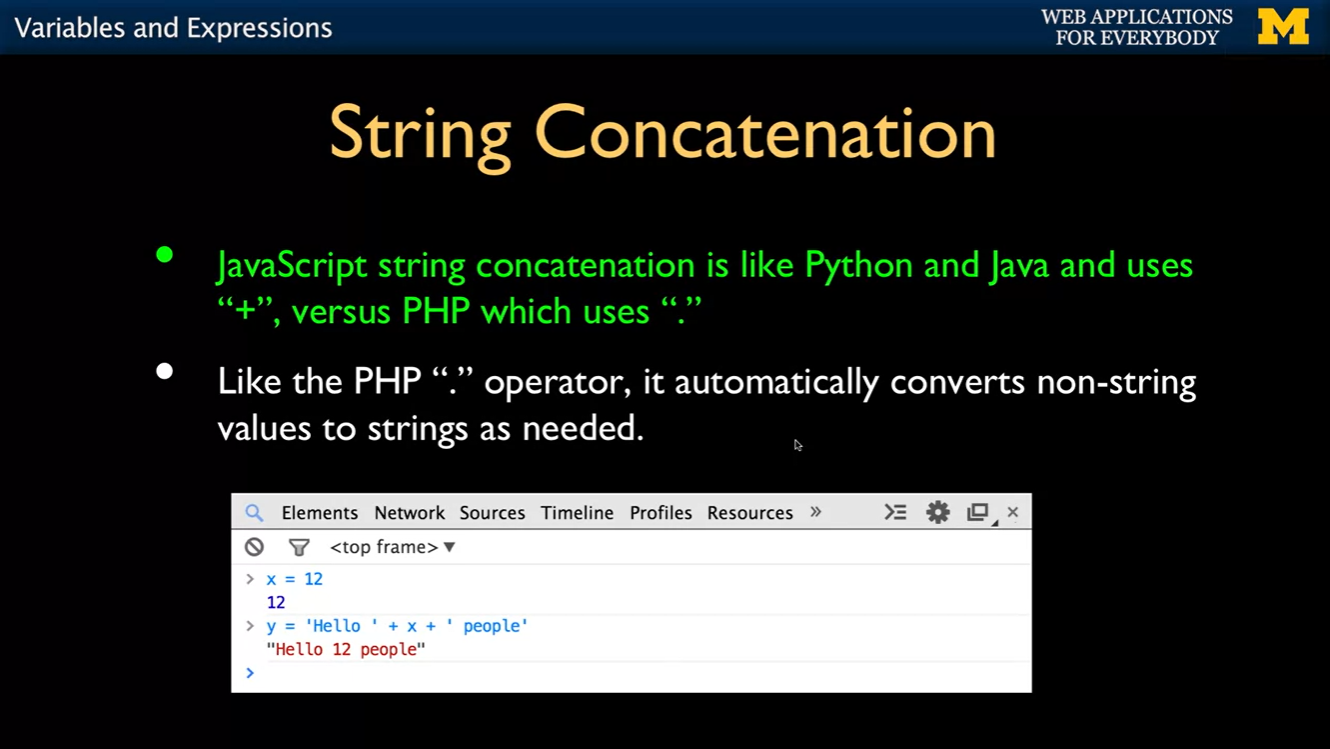 Variables and Expressions
WEB APPLICATIONS
FOR EVERYBODY
M
String Concatenation
• JavaScript string concatenation is like Python and Java and uses
“+”, versus PHP which uses “.”
• Like the PHP “.” operator, it automatically converts non-string
values to strings as needed.
Elements Network Sources Timeline Profiles Resources »
<top frame> ▼
> x = 12
12
> y = 'Hello ' + x + ' people'
"Hello 12 people"
>